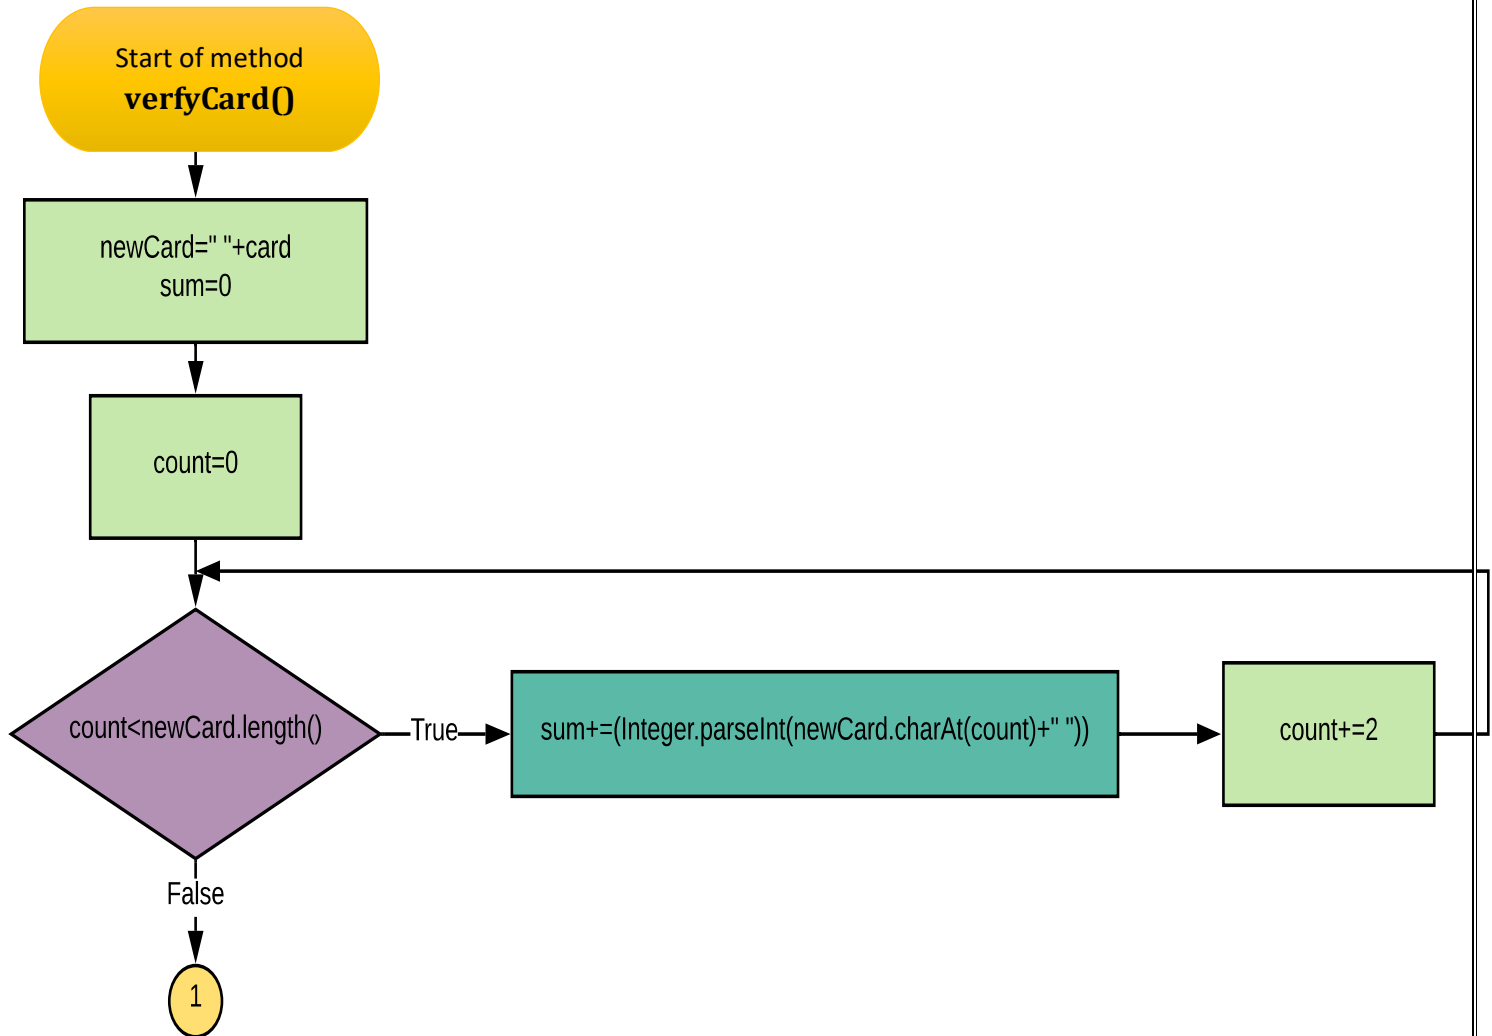 Start of method
verfyCard()
newCard=" "+card
sum=0
count=0
count<newCard.length()
True
sum+=(Integer.parseInt(newCard.charAt(count)+" "))
count+=2
False
1